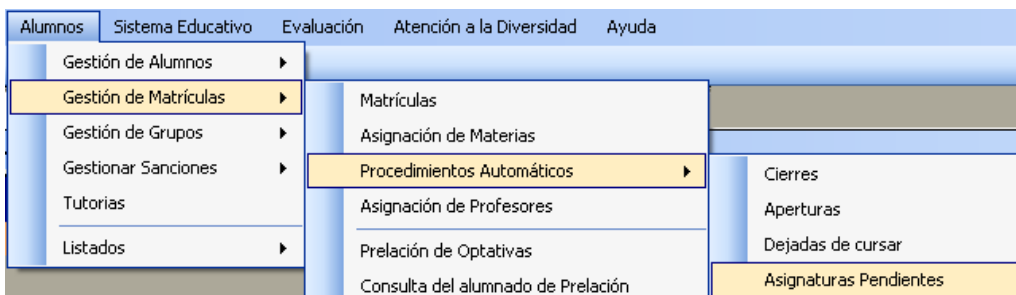 Alumnos Sistema Educativo Evaluación Atención a la Diversidad Ayuda
Gestión de Alumnos
Gestión de Matrículas
Gestión de Grupos
Gestionar Sanciones
Tutorias
Listados
Matrículas
Asignación de Materias
Procedimientos Automáticos
Asignación de Profesores
Prelación de Optativas
Consulta del alumnado de Prelación
Cierres
Aperturas
Dejadas de cursar
Asignaturas Pendientes